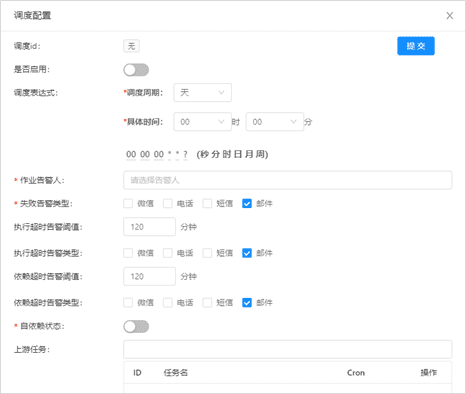 调度配置
调度id： 无 提 交
是否启用：
调度表达式： *调度周期： 天
*具体时间： 00 时 00 分
00 00 00 * * ? (秒 分 时 日 月 周)
* 作业告警人： 请选择告警人
* 失败告警类型： 微信 电话 短信 邮件
执行超时告警阈值： 120 分钟
执行超时告警类型： 微信 电话 短信 邮件
依赖超时告警阈值： 120 分钟
依赖超时告警类型： 微信 电话 短信 邮件
* 自依赖状态：
上游任务：
ID 任务名 Cron 操作